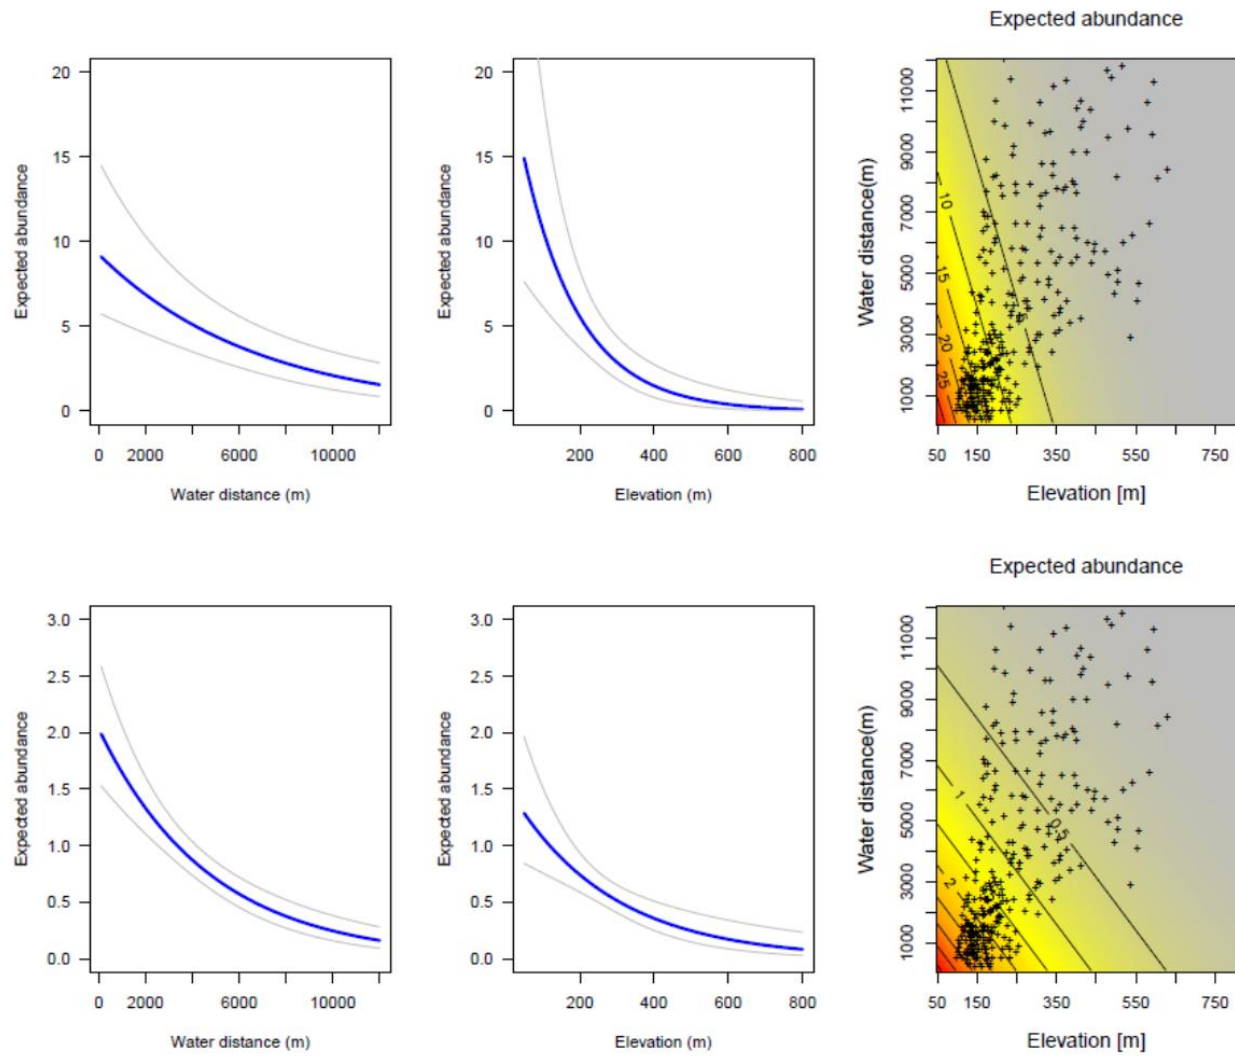 Expected abundance
20
15
10
5
0
Expected abundance
0 2000 6000 10000
Water distance (m)
20
15
10
5
0
Expected abundance
200 400 600 800
Elevation (m)
11000
9000
7000
5000
3000
1000
Water distance(m)
10
15
20
25
5
50 150 350 550 750
Elevation [m]
Expected abundance
3.0
2.5
2.0
1.5
1.0
0.5
0.0
Expected abundance
0 2000 6000 10000
Water distance (m)
3.0
2.5
2.0
1.5
1.0
0.5
0.0
Expected abundance
200 400 600 800
Elevation (m)
11000
9000
7000
5000
3000
1000
Water distance(m)
1
0.5
2
50 150 350 550 750
Elevation [m]